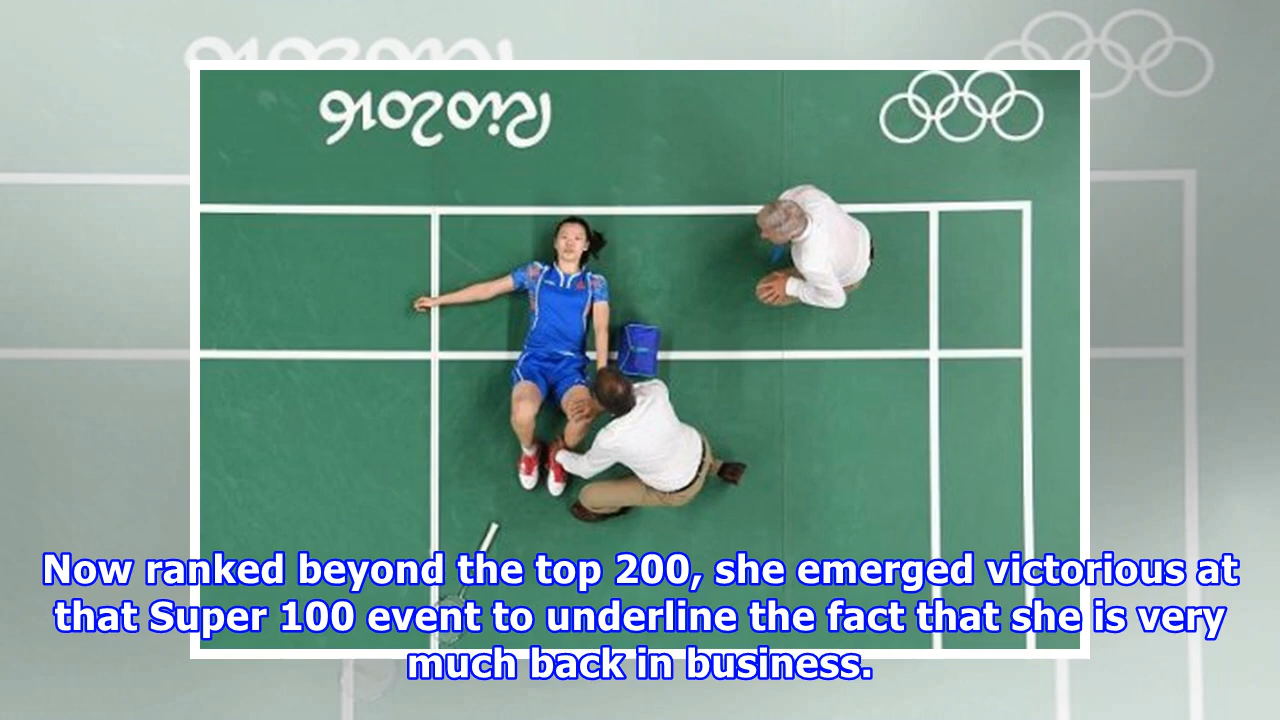 Rio2016
Now ranked beyond the top 200, she emerged victorious at
that Super 100 event to underline the fact that she is very
much back in business.